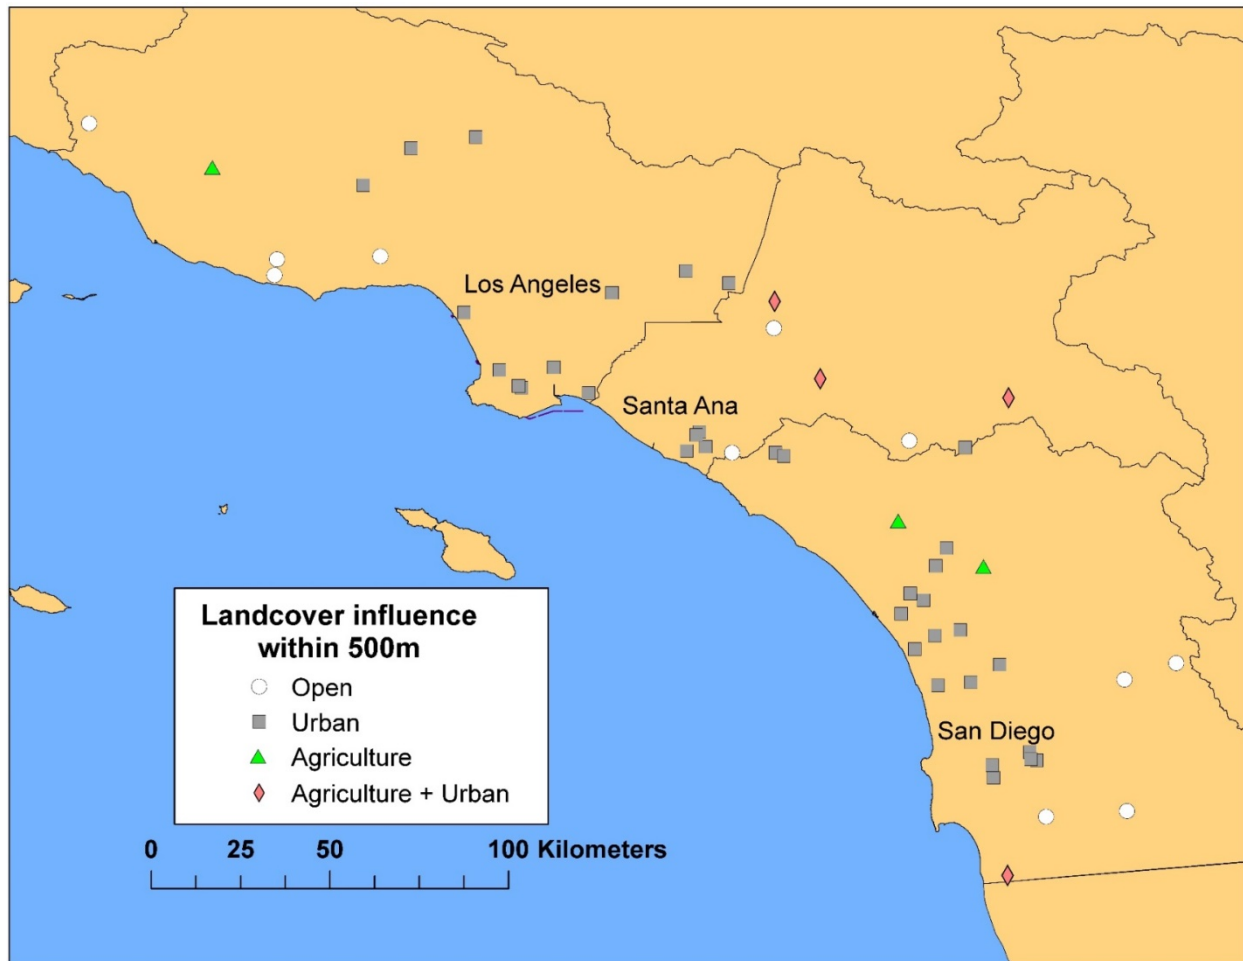 Los Angeles
Santa Ana
San Diego
Landcover influence
within 500m
Open
Urban
Agriculture
Agriculture + Urban
0 25 50 100 Kilometers